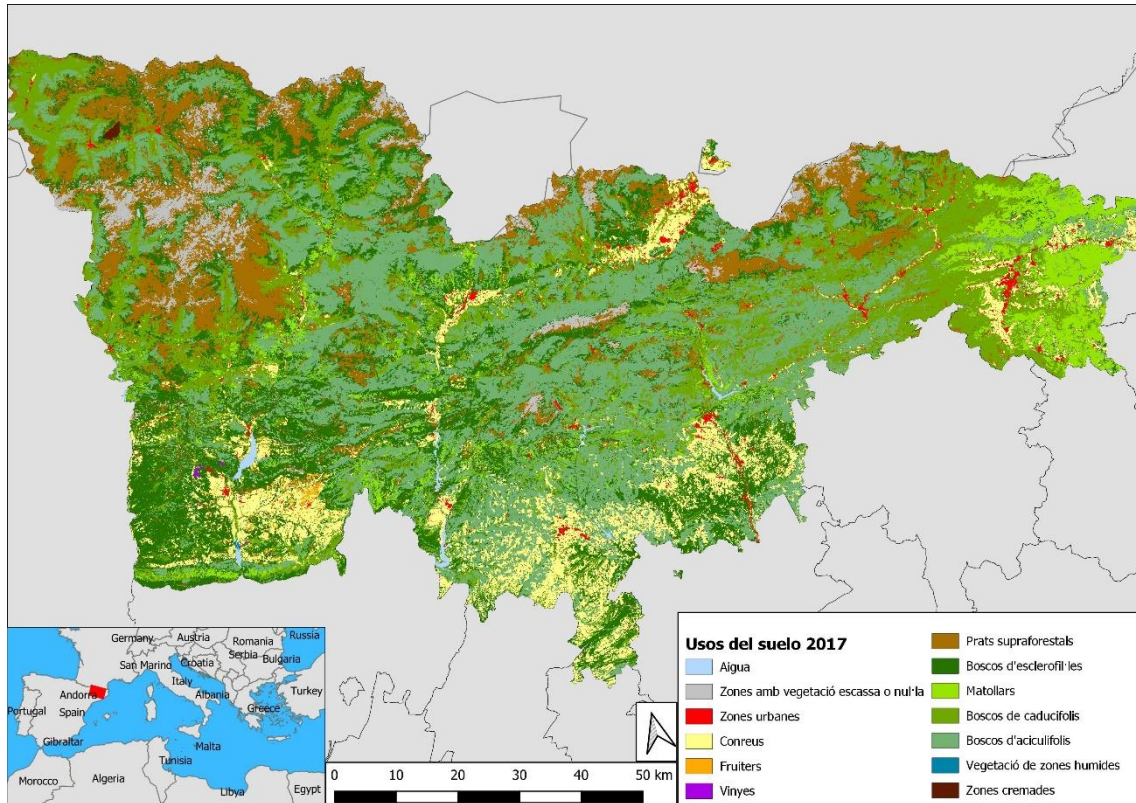 Usos del suelo 2017
Aigua
Zones amb vegetació escassa o nul·la
Zones urbanes
Conreus
Fruiters
Vinyes
Prats supraforestals
Boscos d'esclerofil·les
Matollars
Boscos de caducifolis
Boscos d'aciculifolis
Vegetació de zones humides
Zones cremades
Germany
Austria
Romania
Russia
San Marino
Croatia
Serbia
Bulgaria
Italy
Andorra
Albania
Turkey
Portugal
Spain
Greece
Gibraltar
Malta
Tunisia
Morocco
Algeria
Libya
Egypt
0 10 20 30 40 50 km